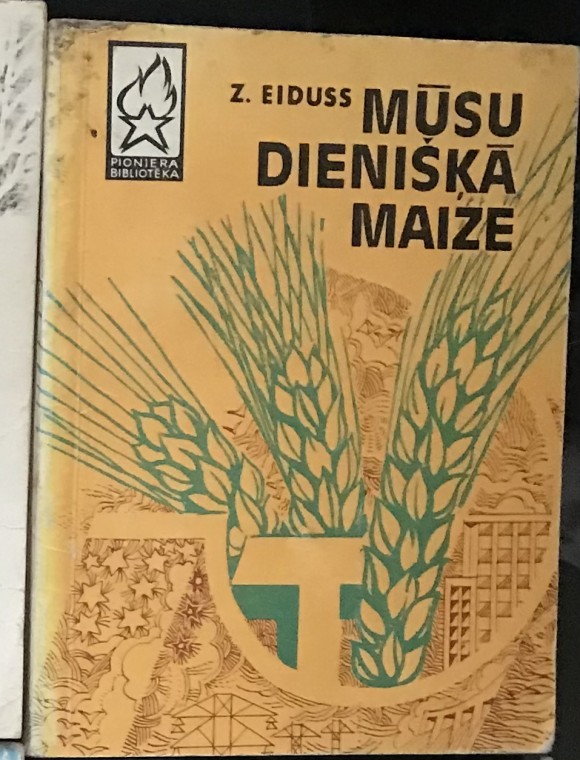 PIONIERA
BIBLIOTĒKA
Z. EIDUSS MŪSU
DIENIŠĶĀ
MAIZE